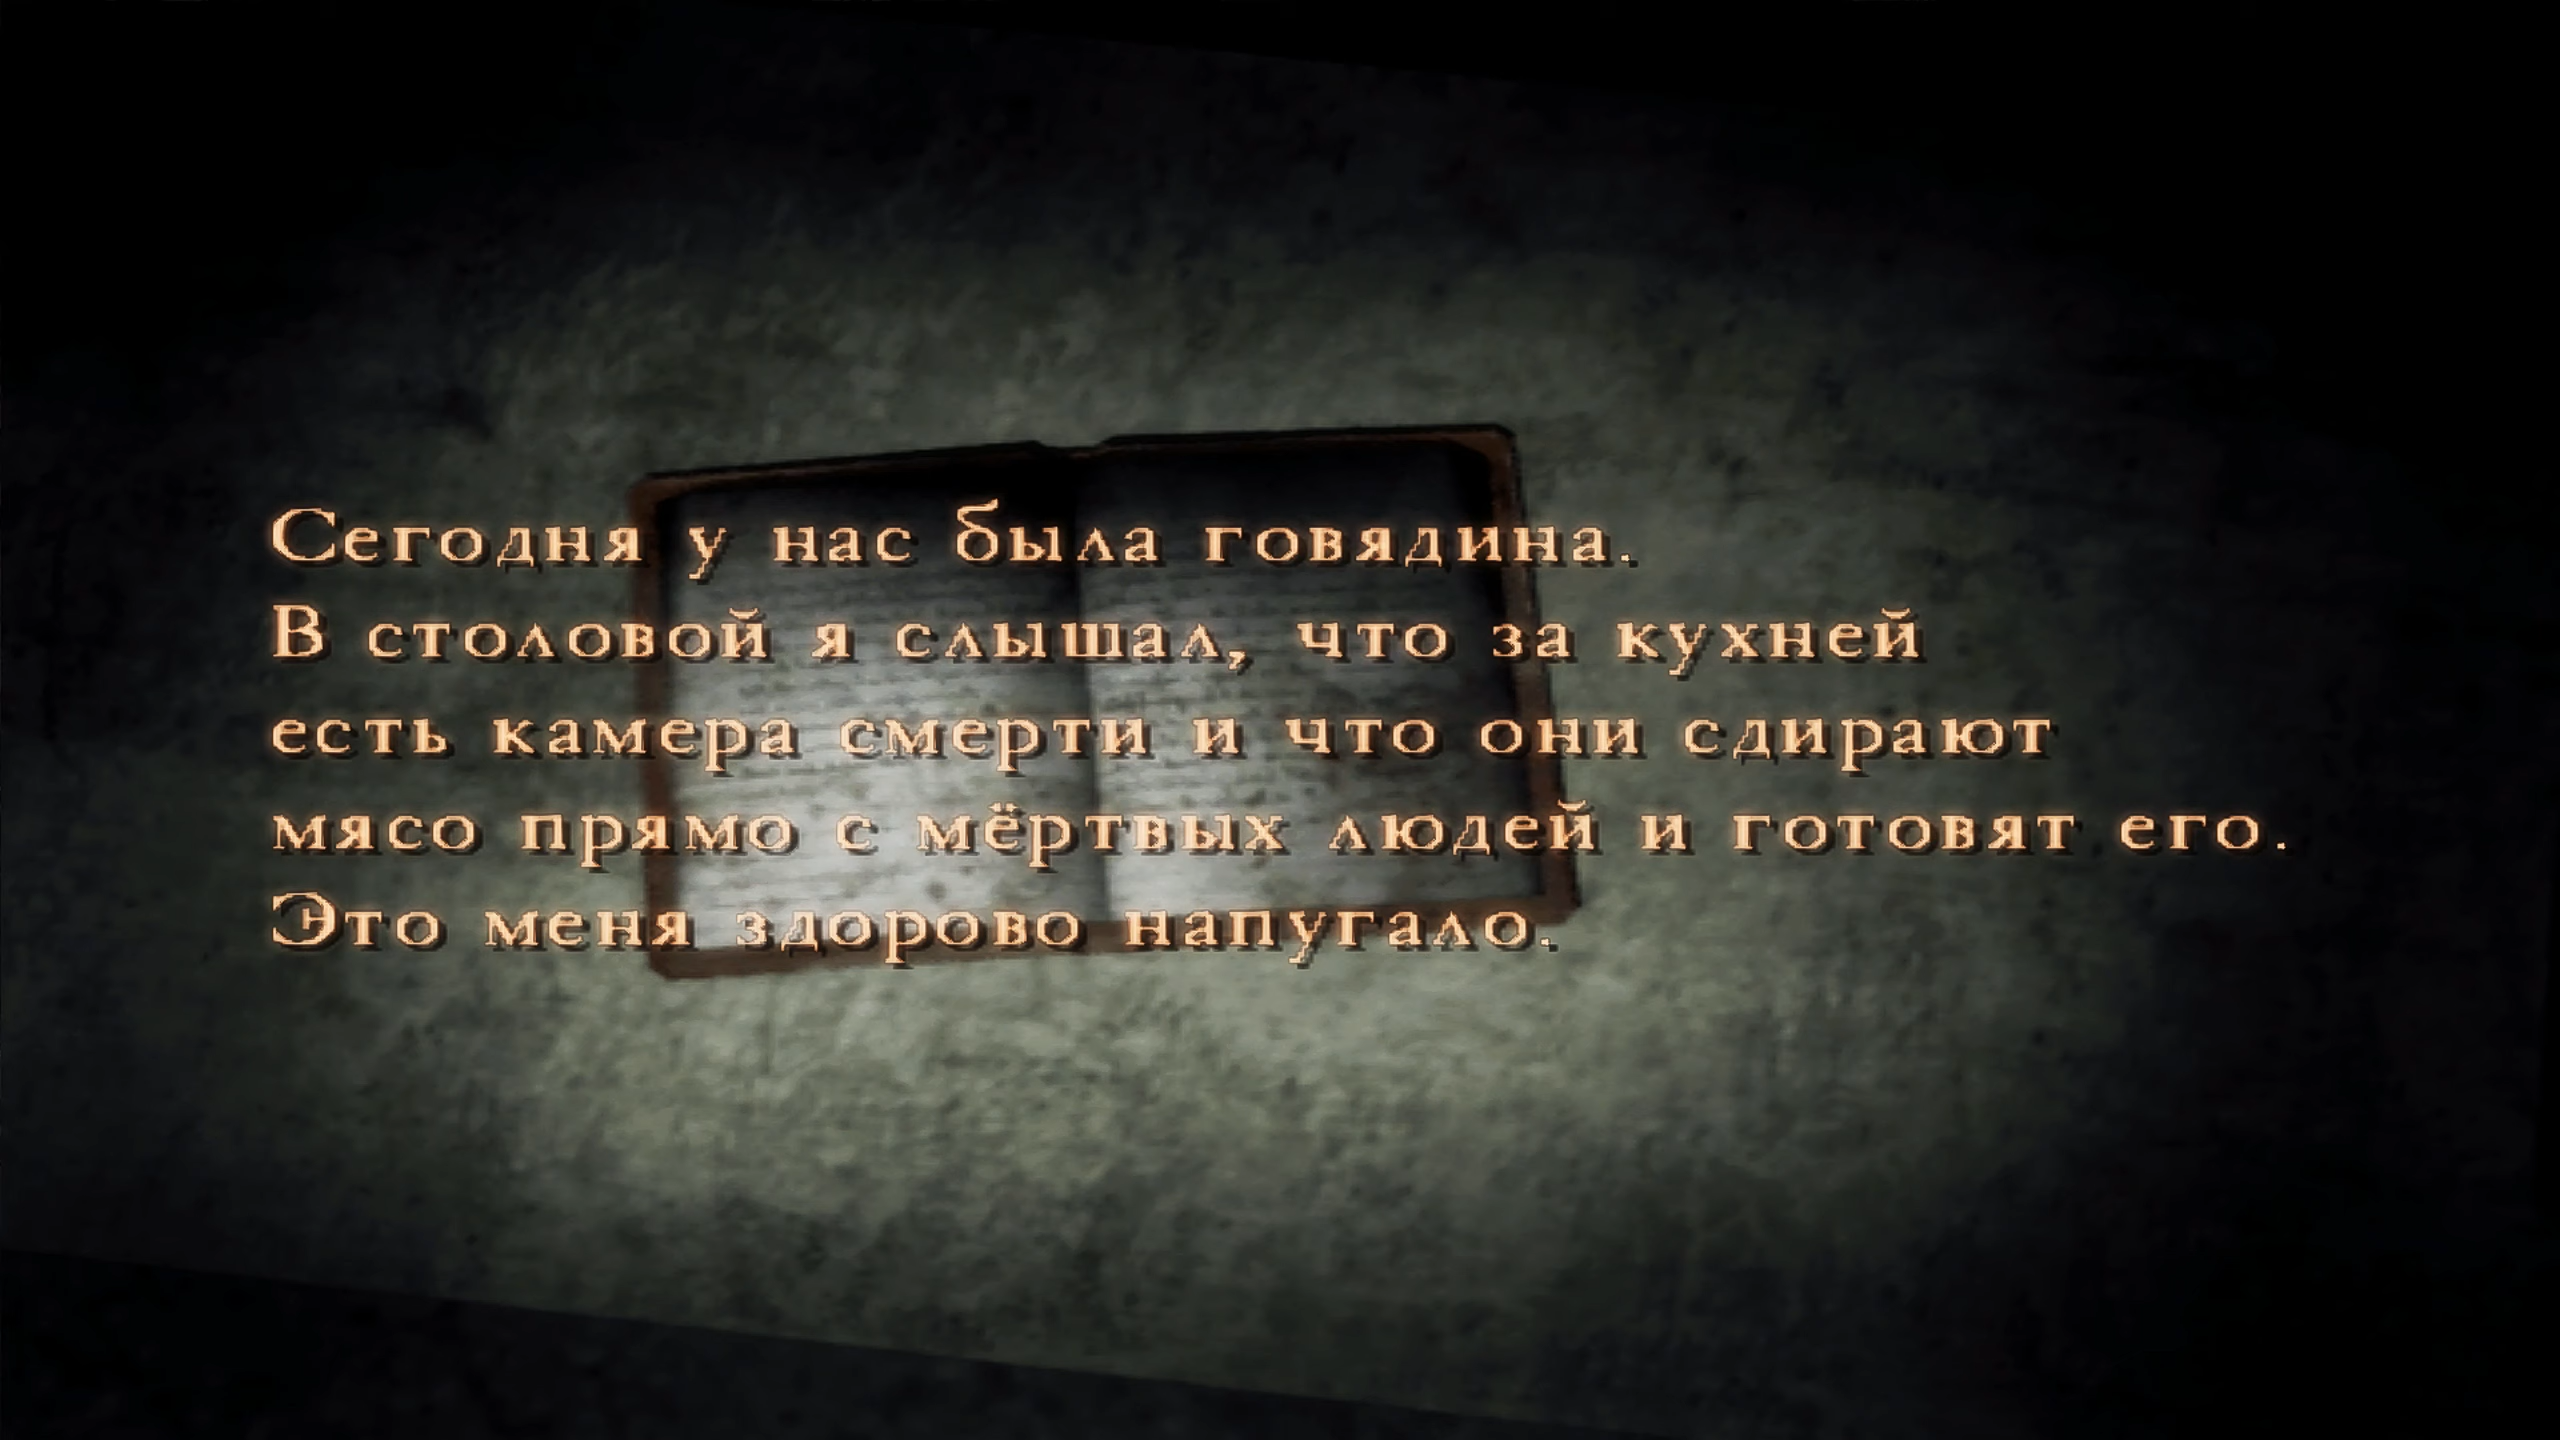 Сегодня у нас была говядина.
В столовой я слышал, что за кухней
есть камера смерти и что они сдирают
мясо прямо с мёртвых людей и готовят его.
Это меня здорово напугало.